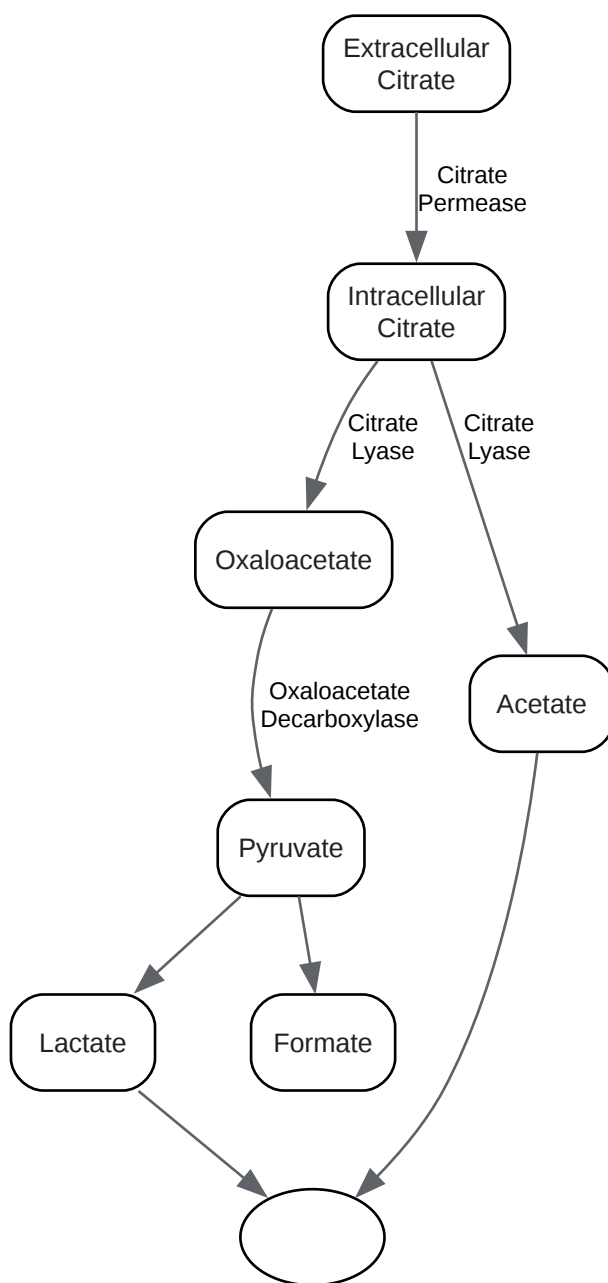 Extracellular
Citrate
Citrate
Permease
Intracellular
Citrate
Citrate
Lyase
Citrate
Lyase
Oxaloacetate
Oxaloacetate
Decarboxylase
Acetate
Pyruvate
Lactate
Formate